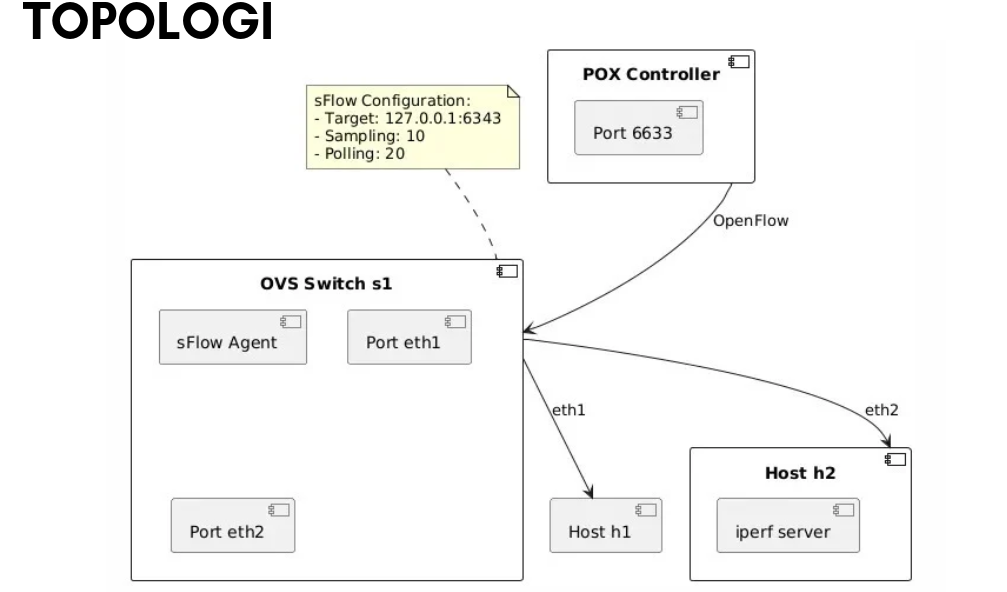 TOPOLOGI
POX Controller
Port 6633
sFlow Configuration:
- Target: 127.0.0.1:6343
- Sampling: 10
- Polling: 20
OpenFlow
OVS Switch s1
sFlow Agent
Port eth1
eth1
eth2
Port eth2
Host h1
Host h2
iperf server